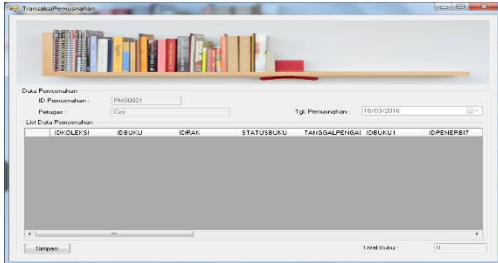 TransaksiPemusnahan
Data Pemusnahan
ID Pemusnahan : PMS0021
Petugas : Gioi
Tgl. Pemusnahan : 18/03/2016
List Data Pemusnahan
IDKOLEKSI IDBUKU IDRAK STATUSBUKU TANGGALPENGAI IDBUKU1 IDPENERBIT
Simpan
Total Buku : 0